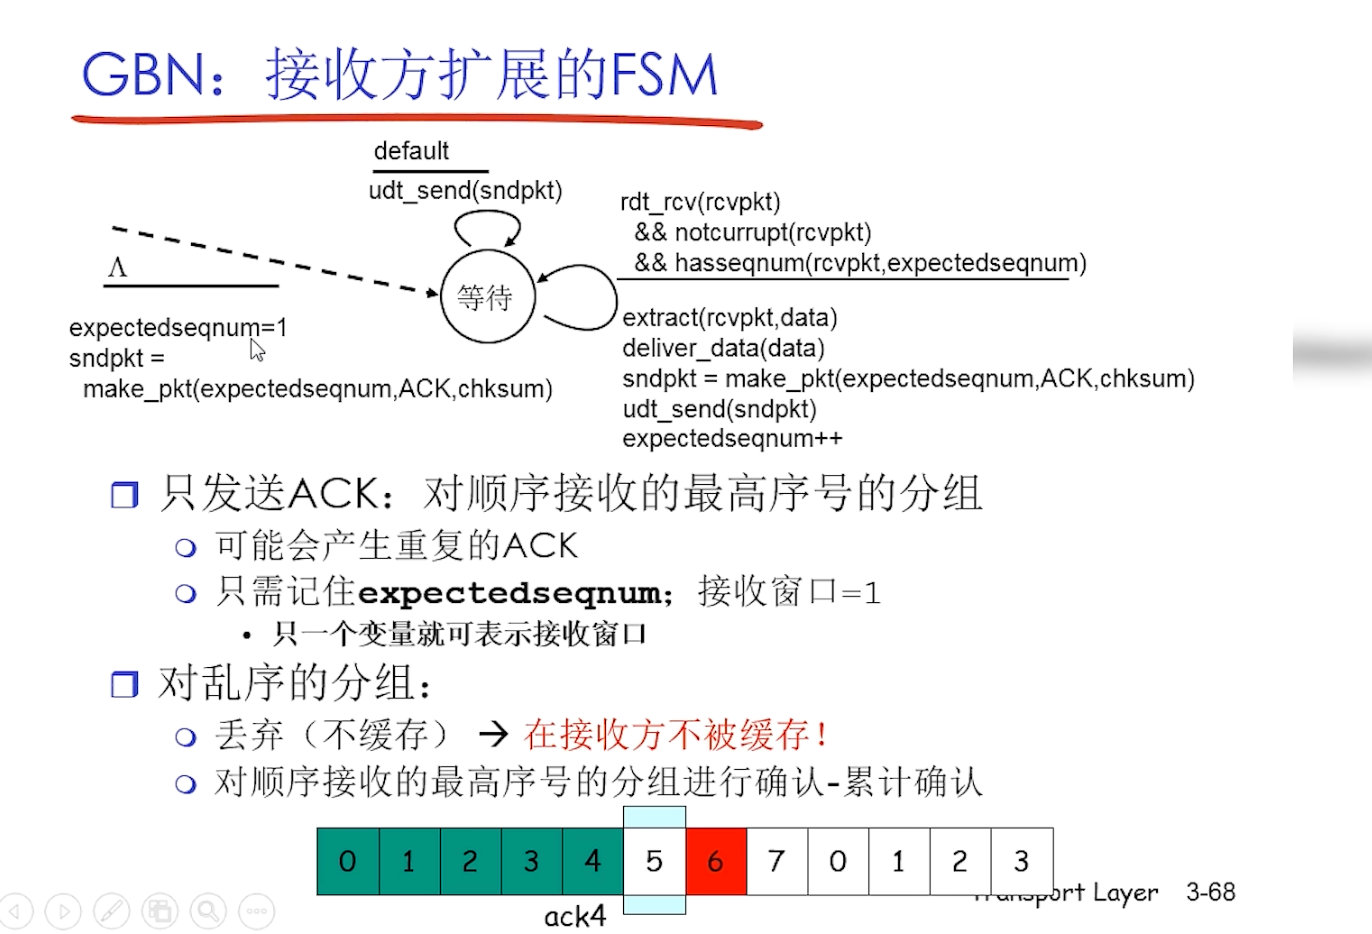 GBN：接收方扩展的FSM
default
udt_send(sndpkt)
rdt_rcv(rcvpkt)
&& notcurrupt(rcvpkt)
&& hasseqnum(rcvpkt,expectedseqnum)
Λ
等待
expectedseqnum=1
sndpkt =
make_pkt(expectedseqnum,ACK,chksum)
extract(rcvpkt,data)
deliver_data(data)
sndpkt = make_pkt(expectedseqnum,ACK,chksum)
udt_send(sndpkt)
expectedseqnum++
只发送ACK：对顺序接收的最高序号的分组
可能会产生重复的ACK
只需记住expectedseqnum；接收窗口=1
• 只一个变量就可表示接收窗口
对乱序的分组：
丢弃（不缓存） → 在接收方不被缓存！
对顺序接收的最高序号的分组进行确认-累计确认
0 1 2 3 4 5 6 7 0 1 2 3
Transport Layer 3-68
ack4